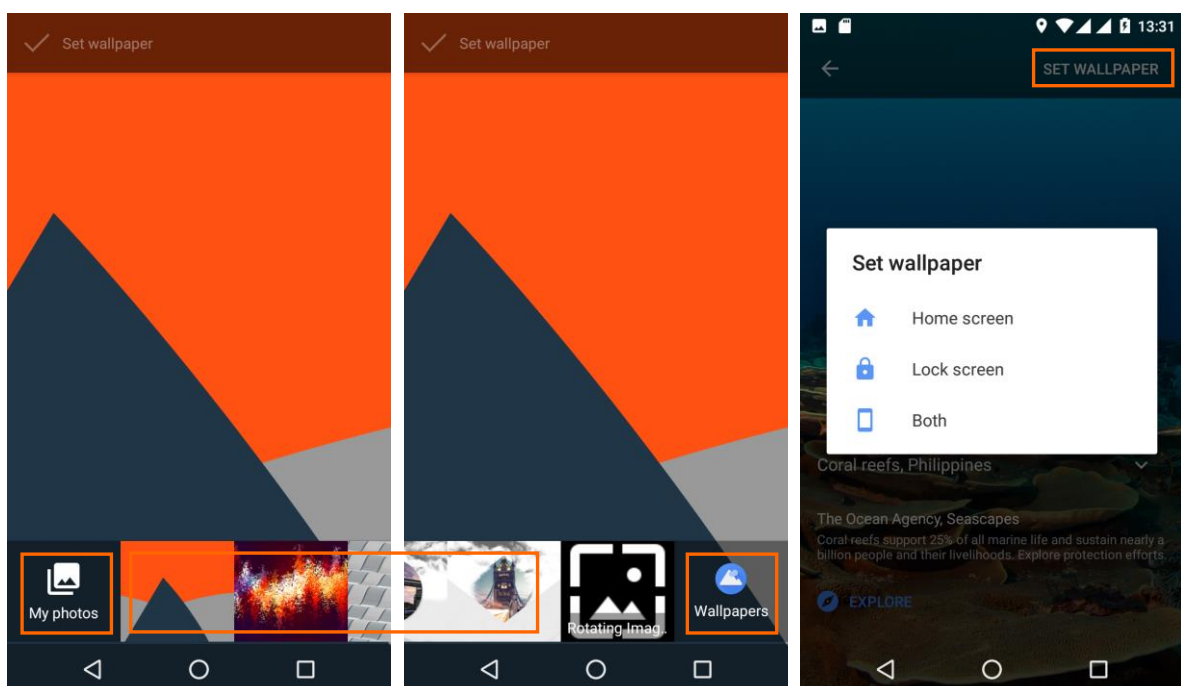 Set wallpaper
My photos
Set wallpaper
Rotating Imag..
Wallpapers
13:31
SET WALLPAPER
Set wallpaper
Home screen
Lock screen
Both
Coral reefs, Philippines
The Ocean Agency, Seascapes
Coral reefs support 25% of all marine life and sustain nearly a
billion people and their livelihoods. Explore protection efforts.
EXPLORE